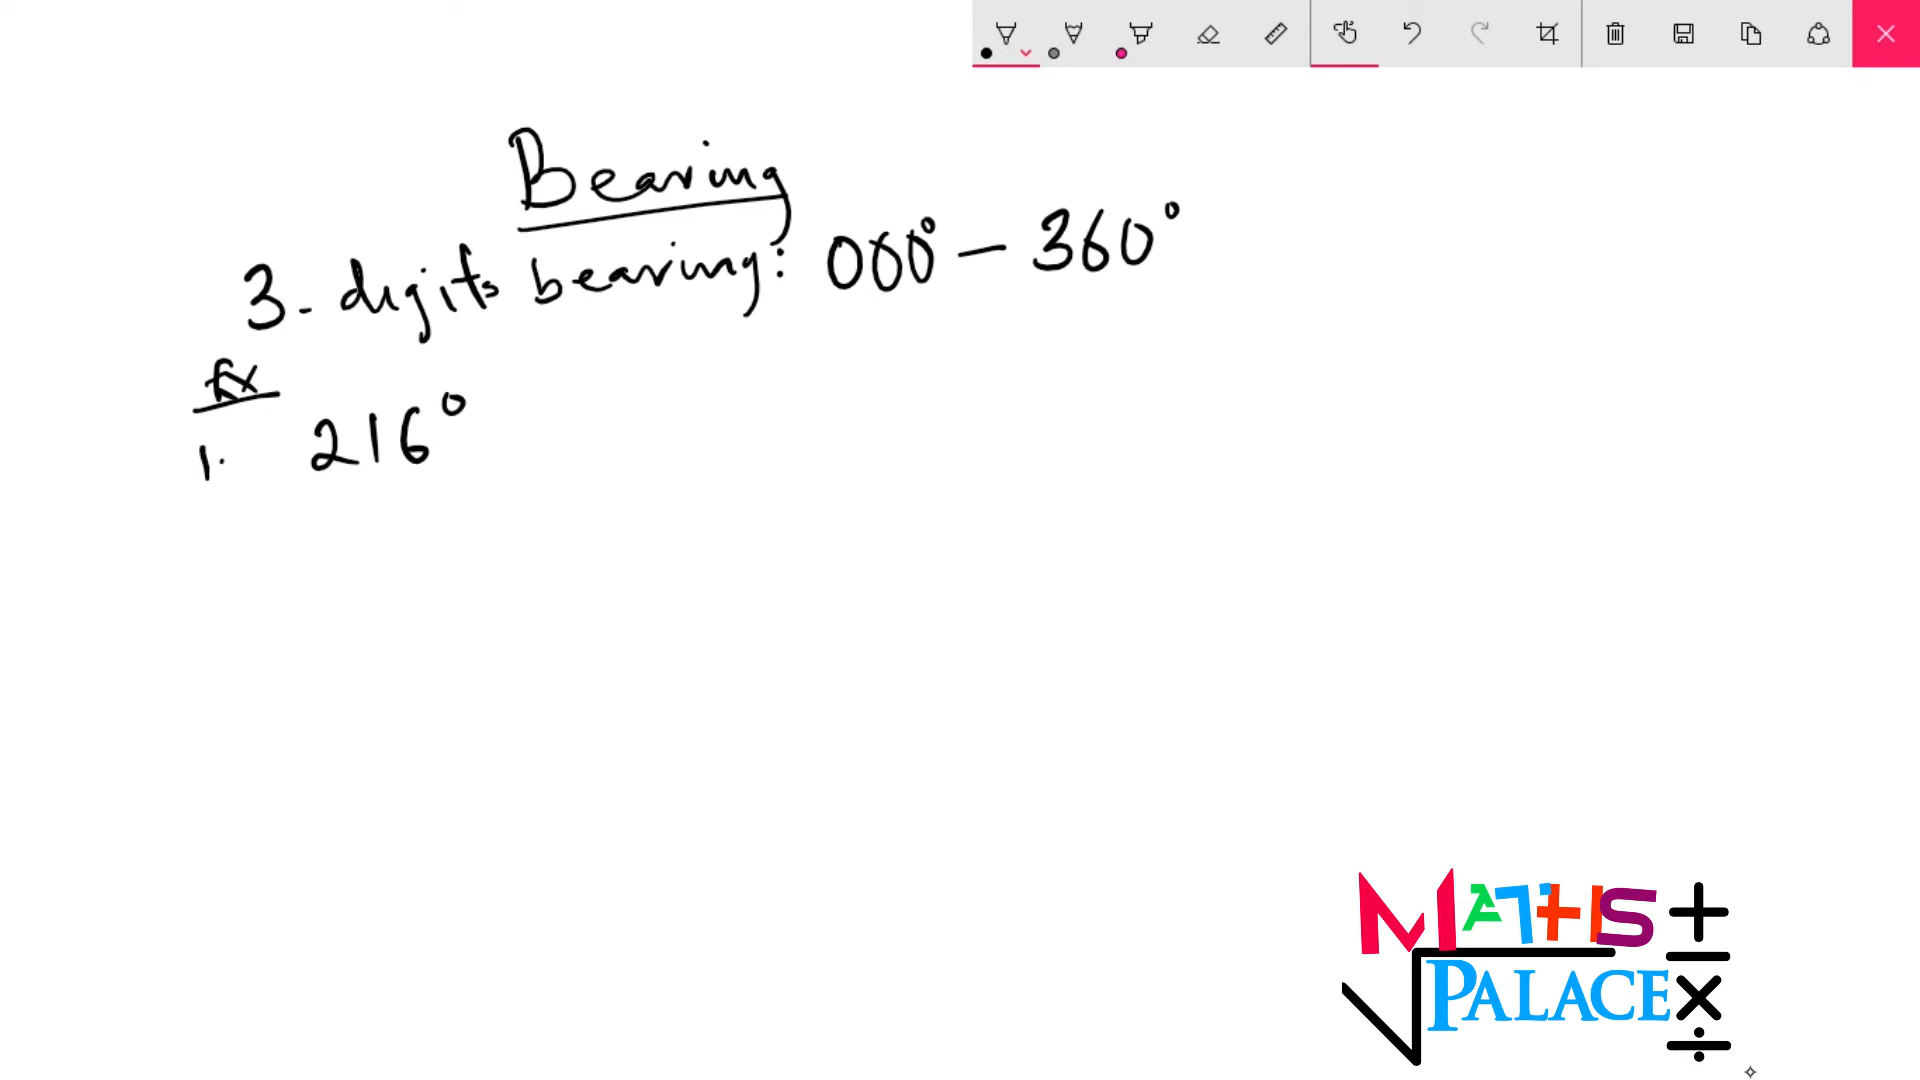 Bearing
3-digits bearing: 000° – 360°
Ex
1. 216°
MATHS
PALACE